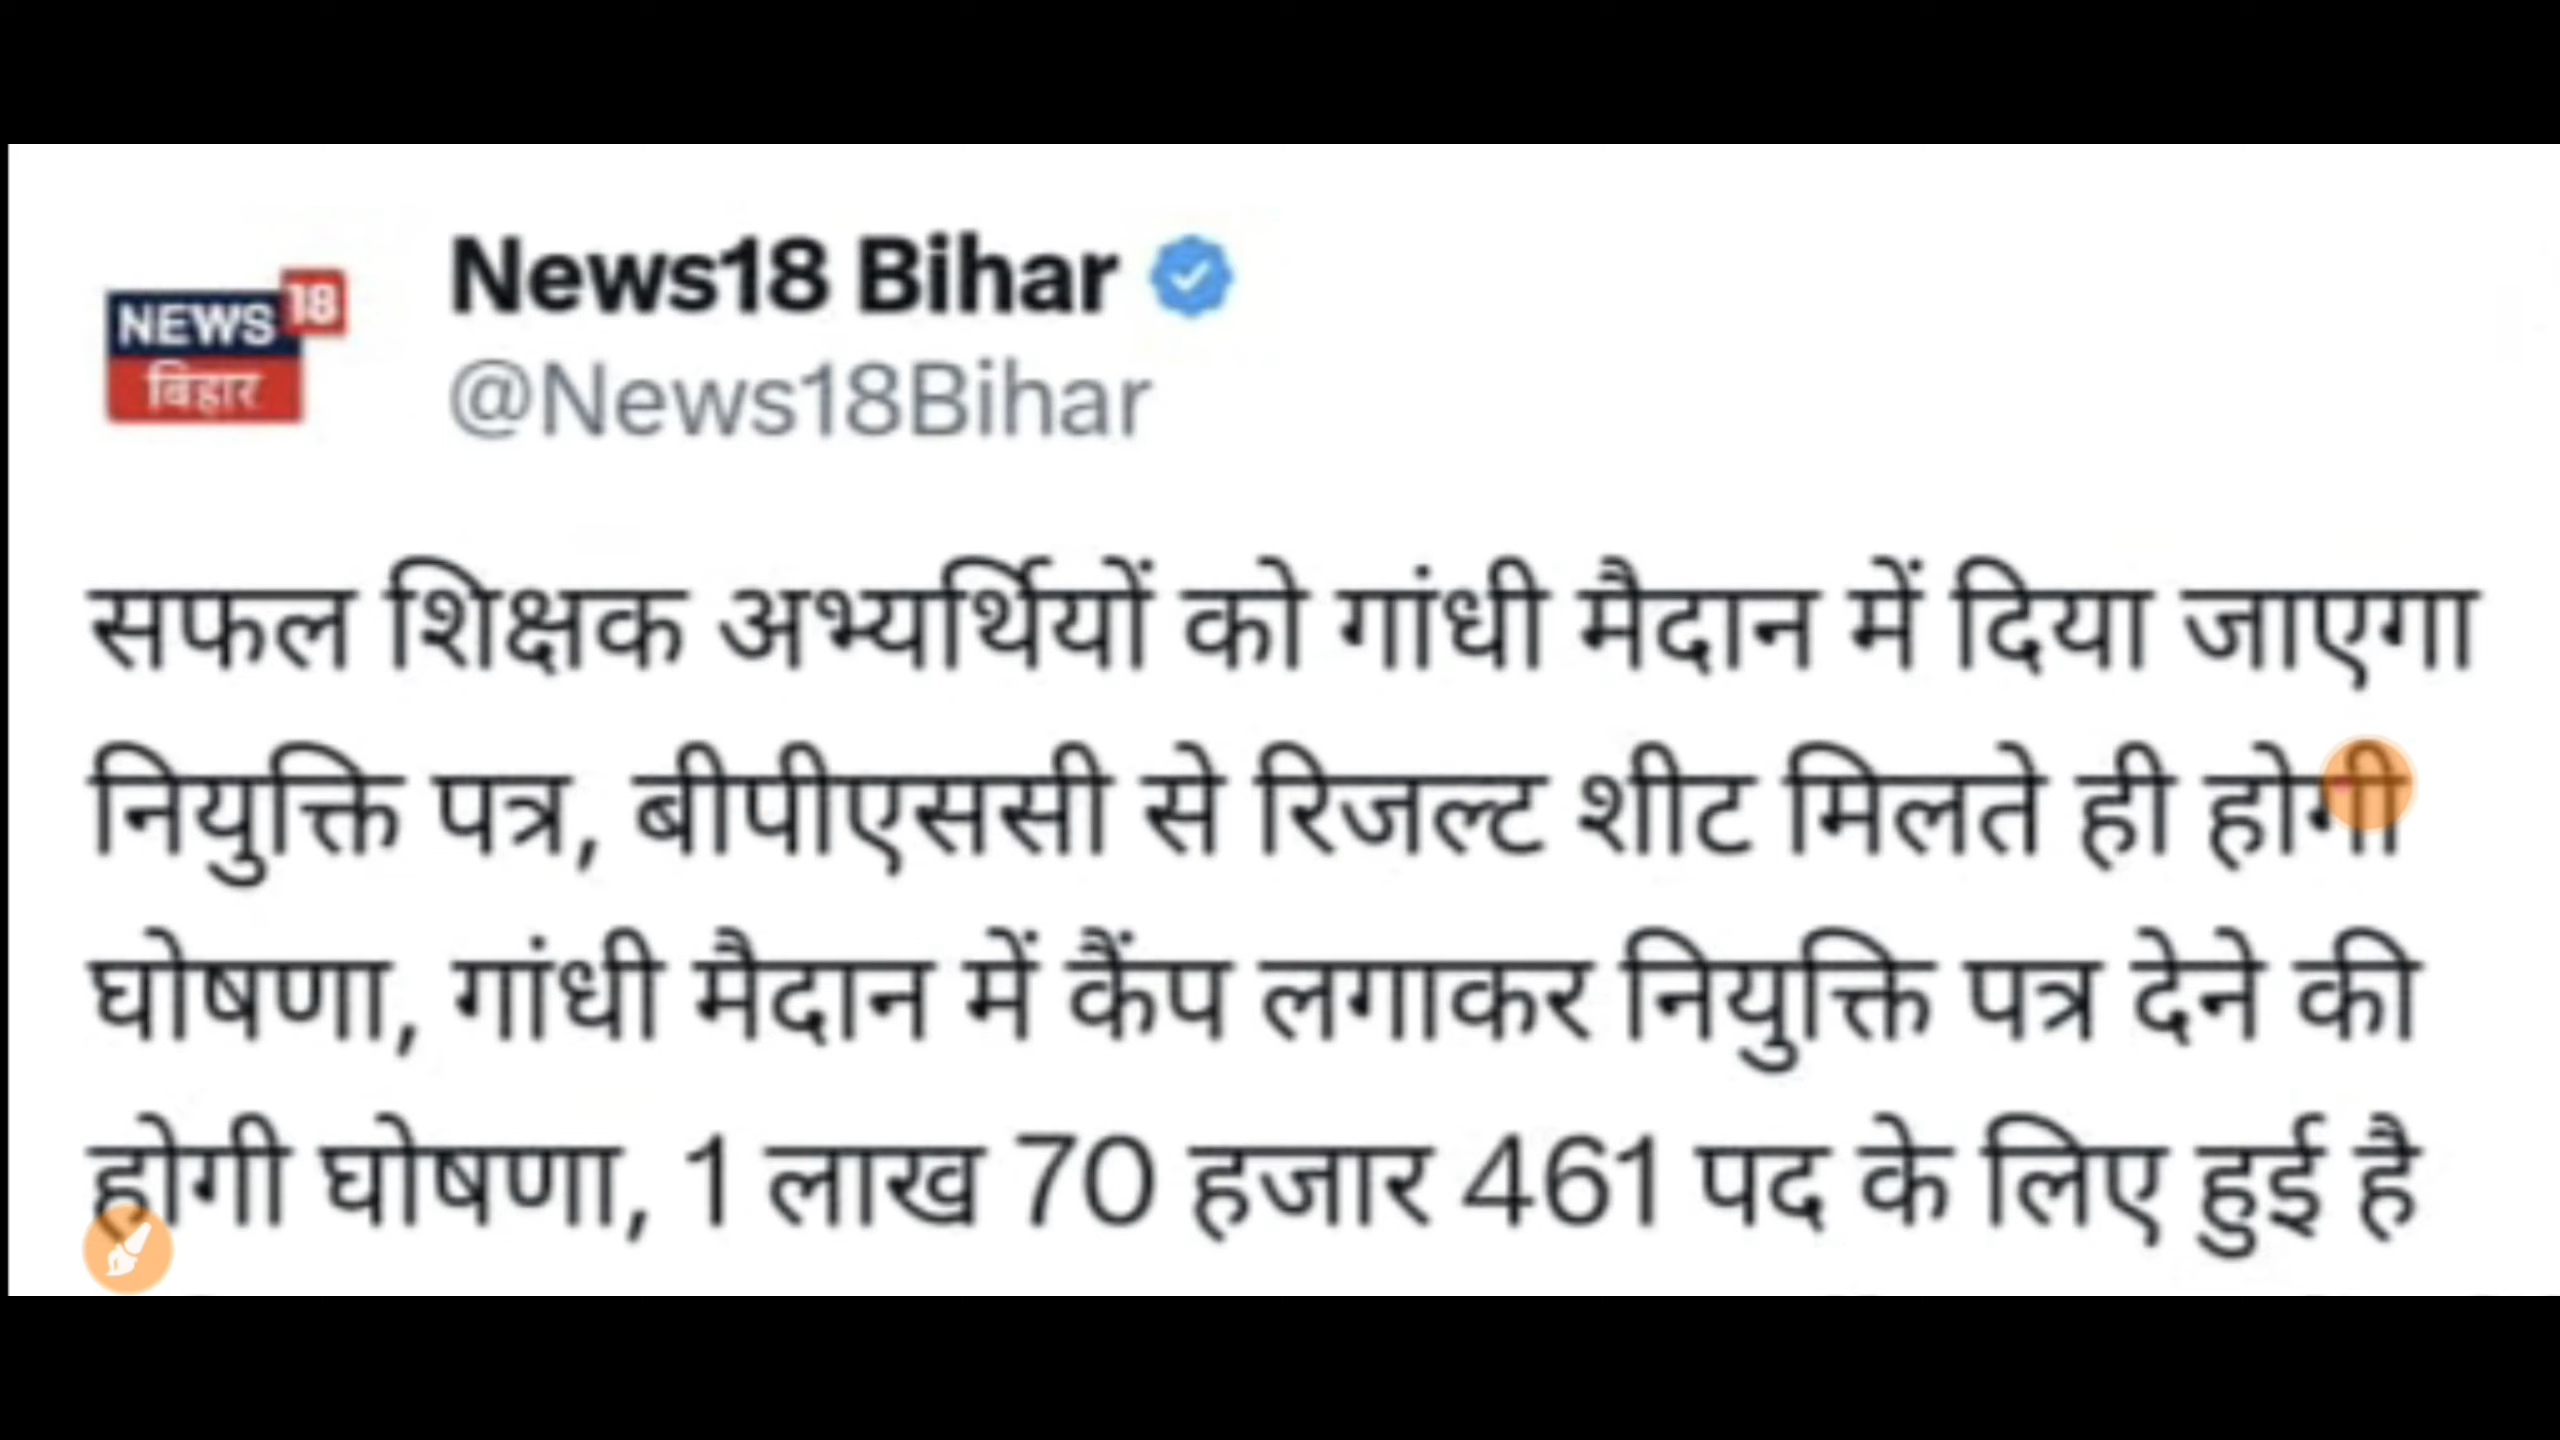 NEWS 18
बिहार
News18 Bihar
@News18Bihar
सफल शिक्षक अभ्यर्थियों को गांधी मैदान में दिया जाएगा
नियुक्ति पत्र, बीपीएससी से रिजल्ट शीट मिलते ही होगी
घोषणा, गांधी मैदान में कैंप लगाकर नियुक्ति पत्र देने की
होगी घोषणा, 1 लाख 70 हजार 461 पद के लिए हुई है